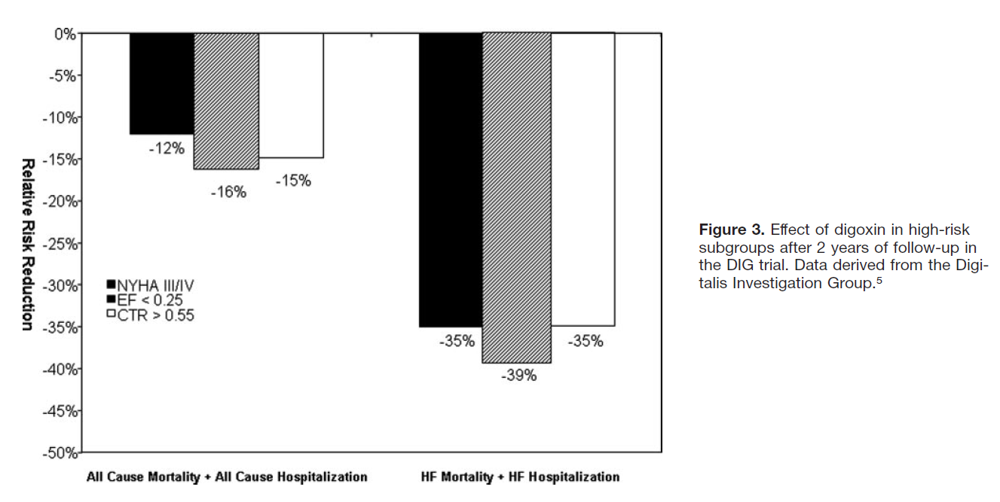 0%
-5%
-10%
-15%
-20%
-25%
-30%
-35%
-40%
-45%
-50%
Relative Risk Reduction
-12%
-16%
-15%
-35%
-39%
-35%
NYHA III/IV
EF < 0.25
CTR > 0.55
All Cause Mortality + All Cause Hospitalization
HF Mortality + HF Hospitalization
Figure 3. Effect of digoxin in high-risk
subgroups after 2 years of follow-up in
the DIG trial. Data derived from the Digi-
talis Investigation Group.5